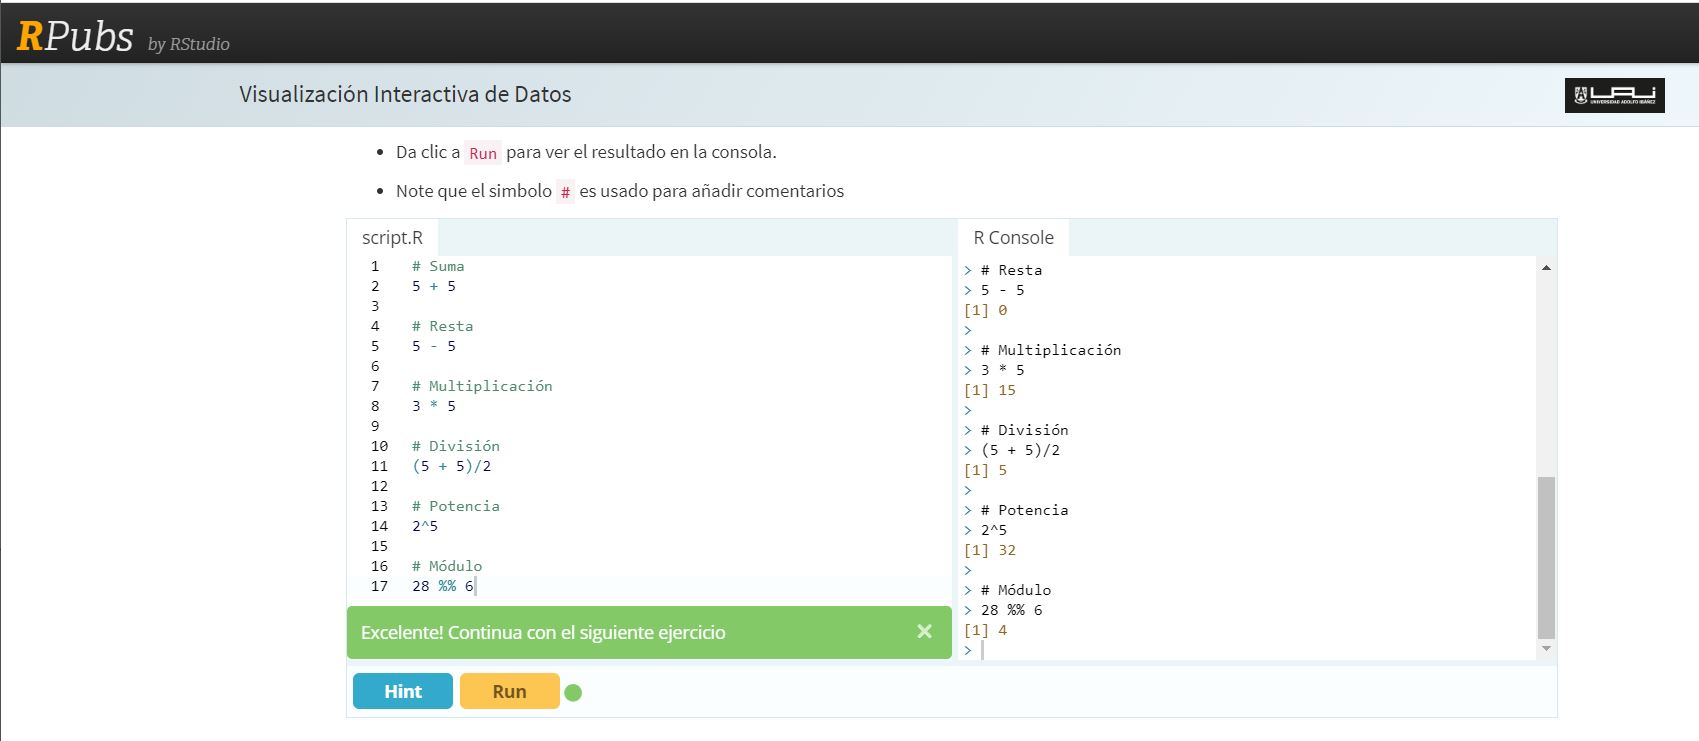 RPubs by RStudio
Visualización Interactiva de Datos
UAI
UNIVERSIDAD ADOLFO IBÁÑEZ
• Da clic a Run para ver el resultado en la consola.
• Note que el simbolo # es usado para añadir comentarios
script.R
1 # Suma
2 5 + 5
3
4 # Resta
5 5 - 5
6
7 # Multiplicación
8 3 * 5
9
10 # División
11 (5 + 5)/2
12
13 # Potencia
14 2^5
15
16 # Módulo
17 28 %% 6
Excelente! Continua con el siguiente ejercicio ×
Hint Run
R Console
> # Resta
> 5 - 5
[1] 0
>
> # Multiplicación
> 3 * 5
[1] 15
>
> # División
> (5 + 5)/2
[1] 5
>
> # Potencia
> 2^5
[1] 32
>
> # Módulo
> 28 %% 6
[1] 4
>